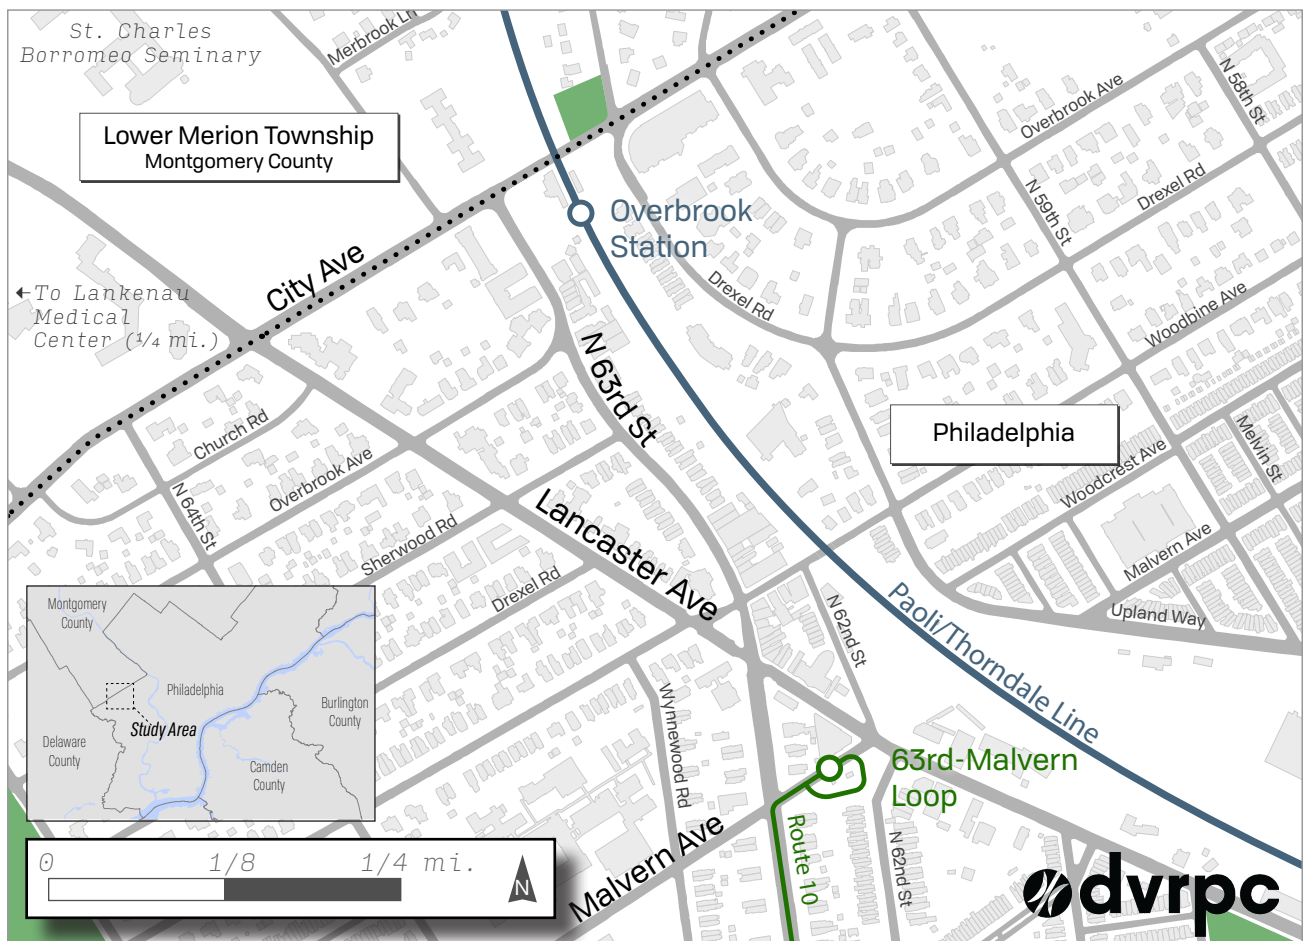 St. Charles
Borromeo Seminary
Merbrook Ln
Lower Merion Township
Montgomery County
N 58th St
Overbrook Ave
Drexel Rd
N 59th St
Overbrook
Station
City Ave
←To Lankenau
Medical
Center (1/4 mi.)
Drexel Rd
Woodbine Ave
N 63rd St
Philadelphia
Church Rd
Overbrook Ave
N 64th St
Melvin St
Woodcrest Ave
Lancaster Ave
Sherwood Rd
Drexel Rd
Malvern Ave
Upland Way
N 62nd St
Paoli/Thorndale Line
Montgomery
County
Philadelphia
Burlington
County
Study Area
Delaware
County
Camden
County
Wynnewood Rd
63rd-Malvern
Loop
Route 10
N 62nd St
Malvern Ave
0 1/8 1/4 mi.
N
dvrpc